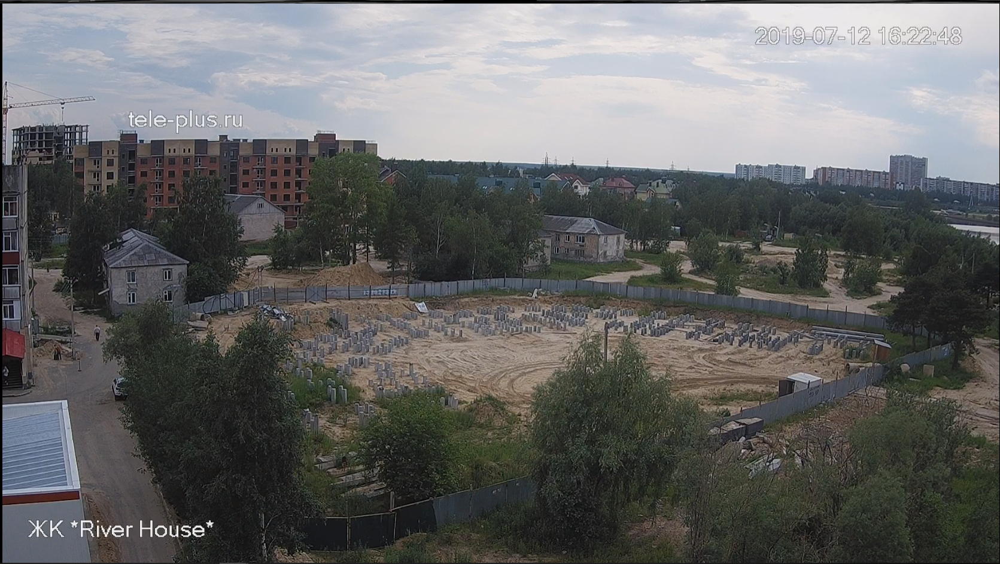 2019-07-12 16:22:48
tele-plus.ru
ЖК *River House*